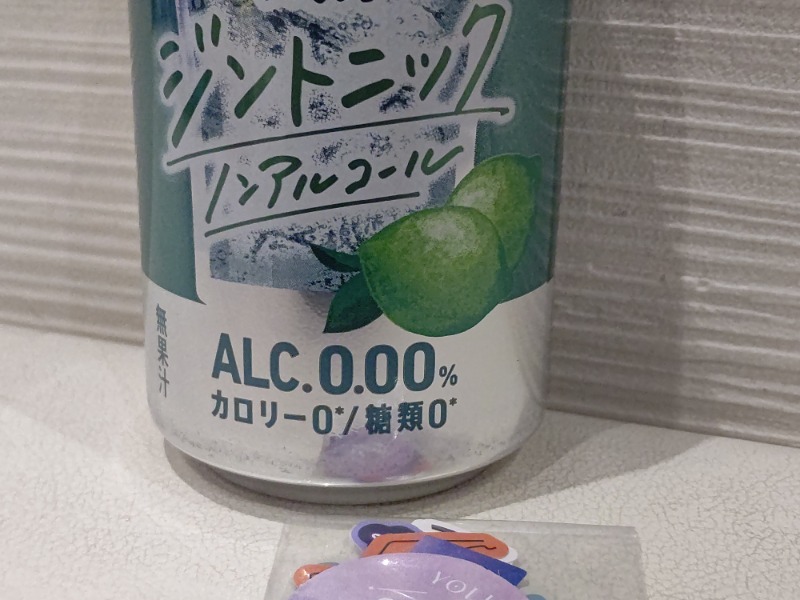 ジントニック
ノンアルコール
無果汁
ALC.0.00%
カロリー0*/糖類0*